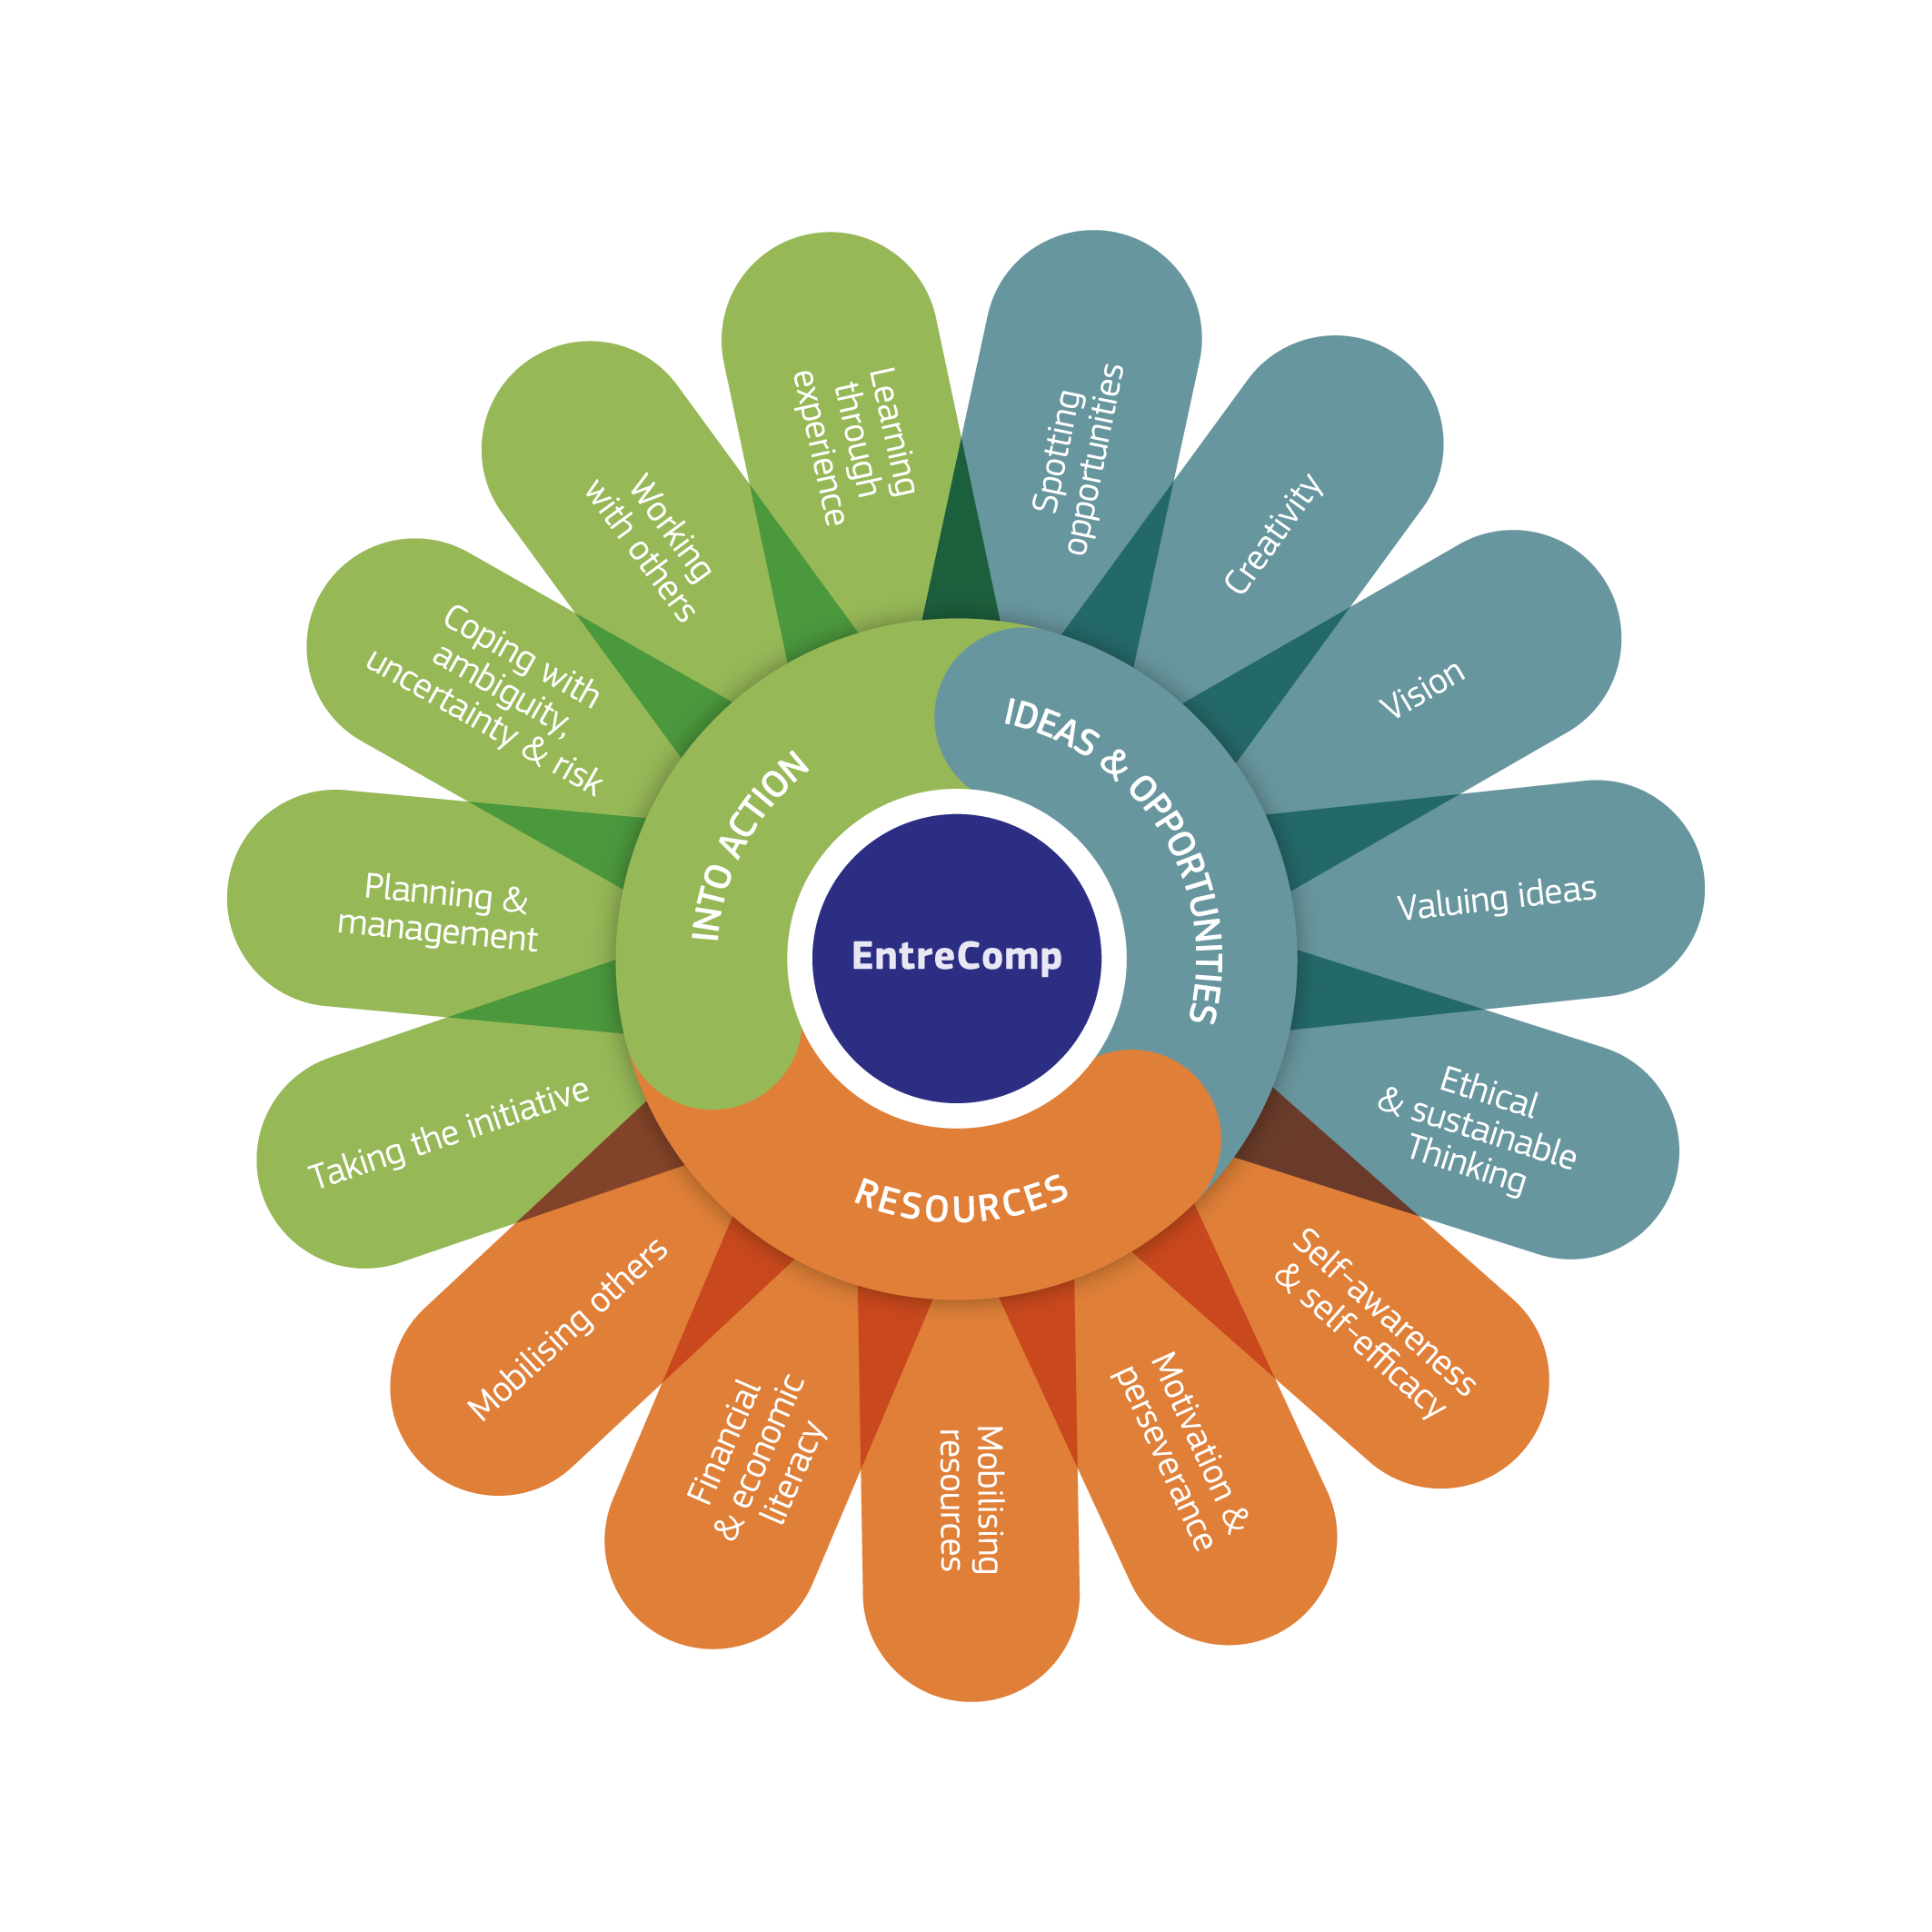 EntreComp
IDEAS & OPPORTUNITIES
RESOURCES
INTO ACTION
Spotting
opportunities
Creativity
Vision
Valuing ideas
Ethical
& sustainable
Thinking
Self-awareness
& self-efficacy
Motivation &
perseverance
Mobilising
resources
Financial
& economic-
literacy
Mobilising others
Taking the initiative
Planning &
management
Coping with
ambiguity,
uncertainty & risk
Working
with others
Learning
through
experience